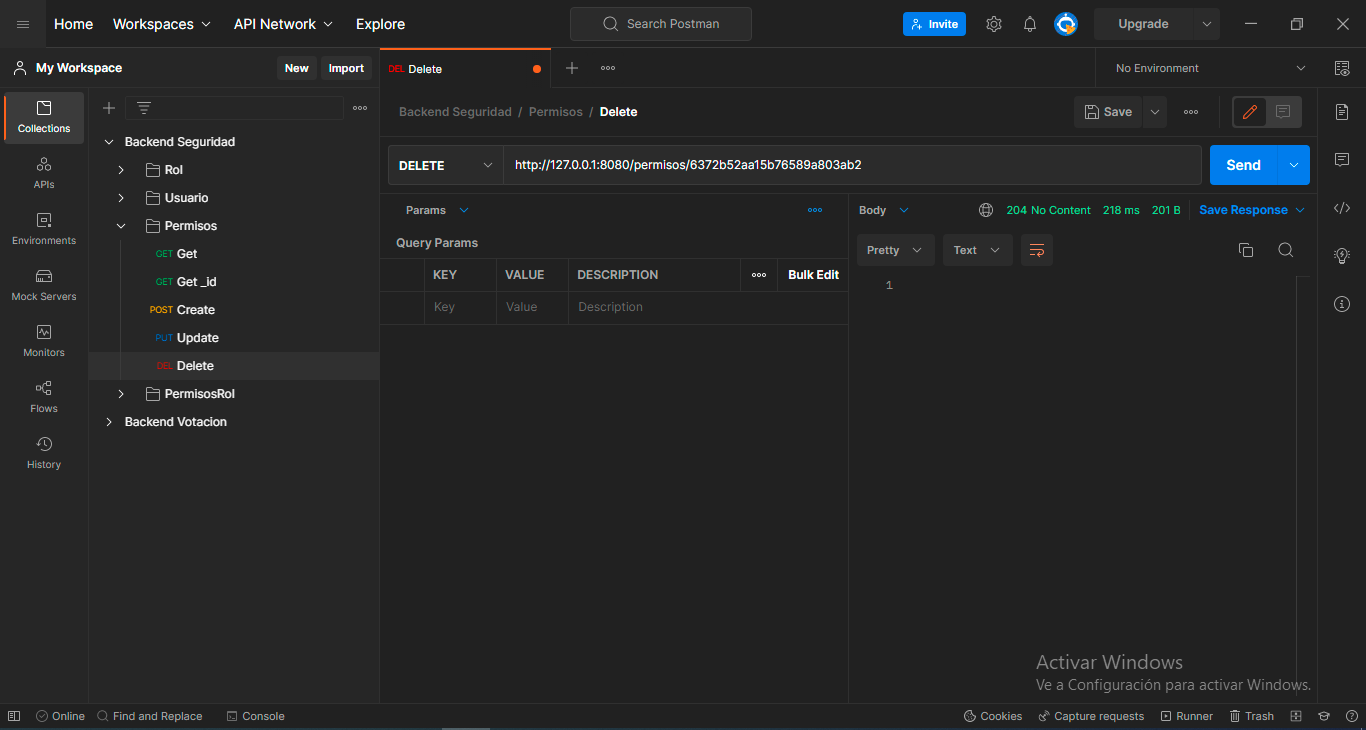 Home Workspaces API Network Explore Search Postman Invite Upgrade
My Workspace New Import DEL Delete No Environment
Collections
APIs
Environments
Mock Servers
Monitors
Flows
History
Backend Seguridad
Rol
Usuario
Permisos
GET Get
GET Get _id
POST Create
PUT Update
DEL Delete
PermisosRol
Backend Votacion
Backend Seguridad / Permisos / Delete Save
DELETE http://127.0.0.1:8080/permisos/6372b52aa15b76589a803ab2 Send
Params
Query Params
KEY VALUE DESCRIPTION Bulk Edit
Key Value Description
Body 204 No Content 218 ms 201 B Save Response
Pretty Text
1
Activar Windows
Ve a Configuración para activar Windows.
Online Find and Replace Console Cookies Capture requests Runner Trash